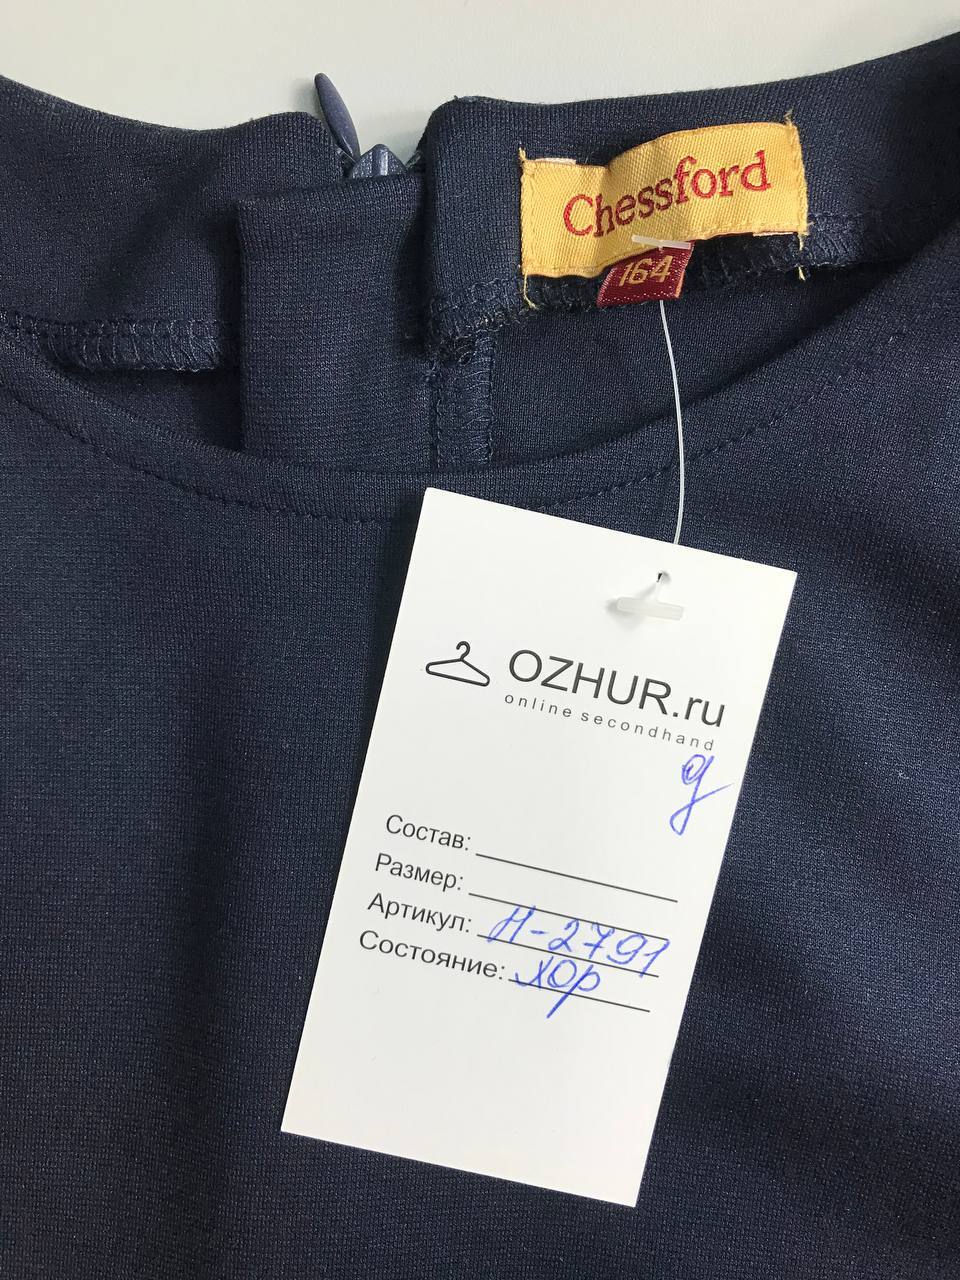 Chessford
164
OZHUR.ru
online secondhand
д
Состав:
Размер:
Артикул: Н-2791
Состояние: хор